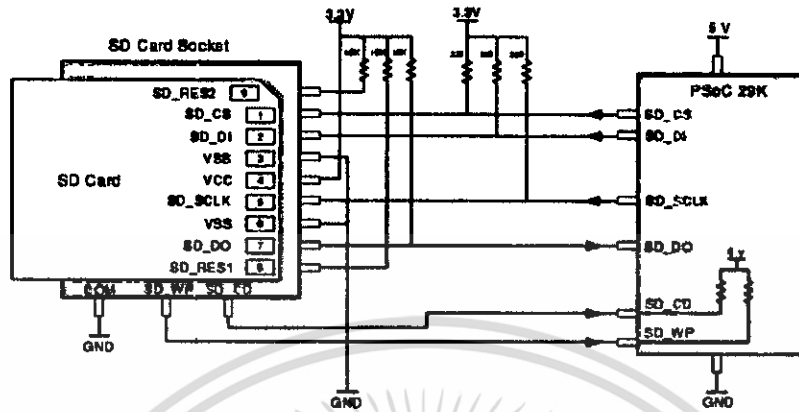 SD Card Socket
SD Card
SD_RES2 9
SD_CS 1
SD_DI 2
VSS 3
VCC 4
SD_SCLK 5
VSS 6
SD_DO 7
SD_RES1 8
COM SD_WP SD_CD
GND
3.3V
GND
3.3V
5 V
PSoC 29K
SD_CS
SD_DI
SD_SCLK
SD_DO
SD_CD
SD_WP
GND